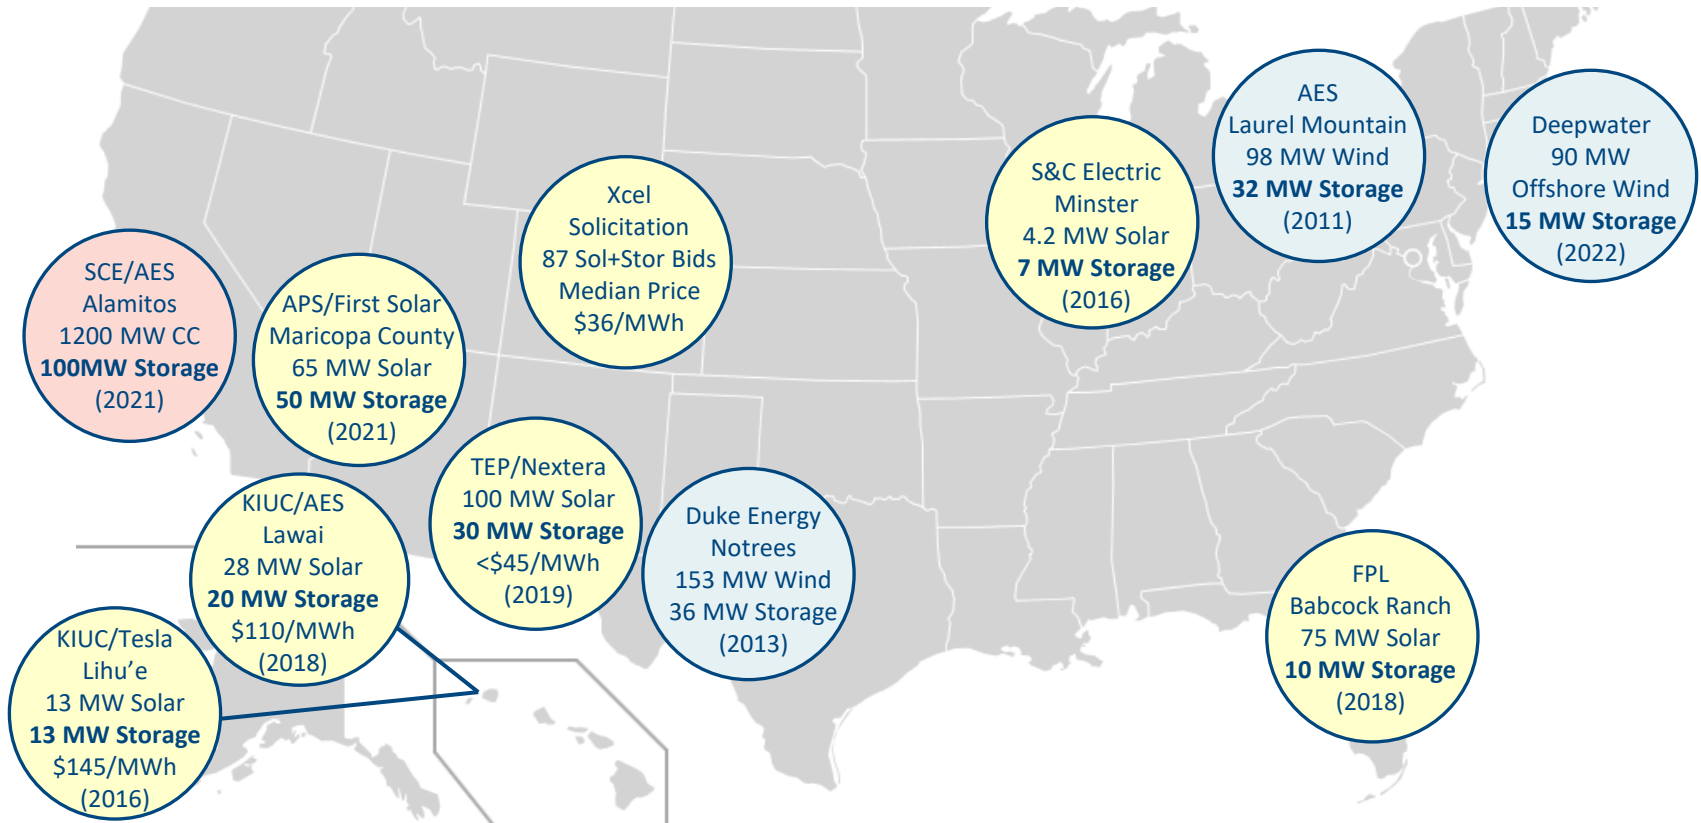 SCE/AES
Alamitos
1200 MW CC
100MW Storage
(2021)
APS/First Solar
Maricopa County
65 MW Solar
50 MW Storage
(2021)
Xcel
Solicitation
87 Sol+Stor Bids
Median Price
$36/MWh
S&C Electric
Minster
4.2 MW Solar
7 MW Storage
(2016)
AES
Laurel Mountain
98 MW Wind
32 MW Storage
(2011)
Deepwater
90 MW
Offshore Wind
15 MW Storage
(2022)
KIUC/Tesla
Lihu’e
13 MW Solar
13 MW Storage
$145/MWh
(2016)
KIUC/AES
Lawai
28 MW Solar
20 MW Storage
$110/MWh
(2018)
TEP/Nextera
100 MW Solar
30 MW Storage
<$45/MWh
(2019)
Duke Energy
Notrees
153 MW Wind
36 MW Storage
(2013)
FPL
Babcock Ranch
75 MW Solar
10 MW Storage
(2018)